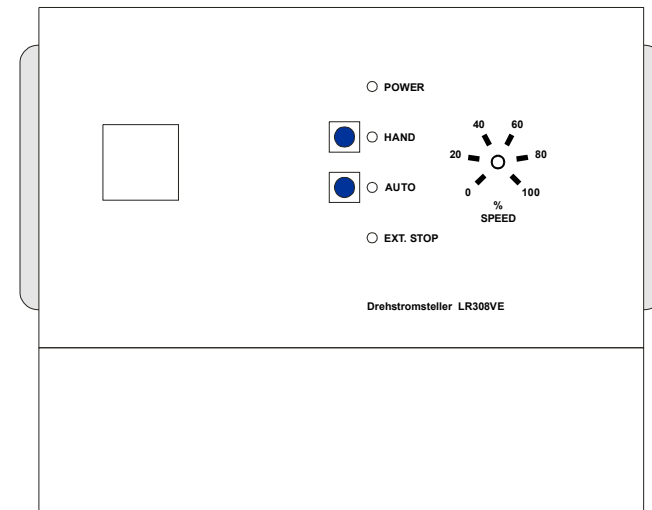 POWER
HAND
AUTO
EXT. STOP
40 60
20 80
0 100
%
SPEED
Drehstromsteller LR308VE